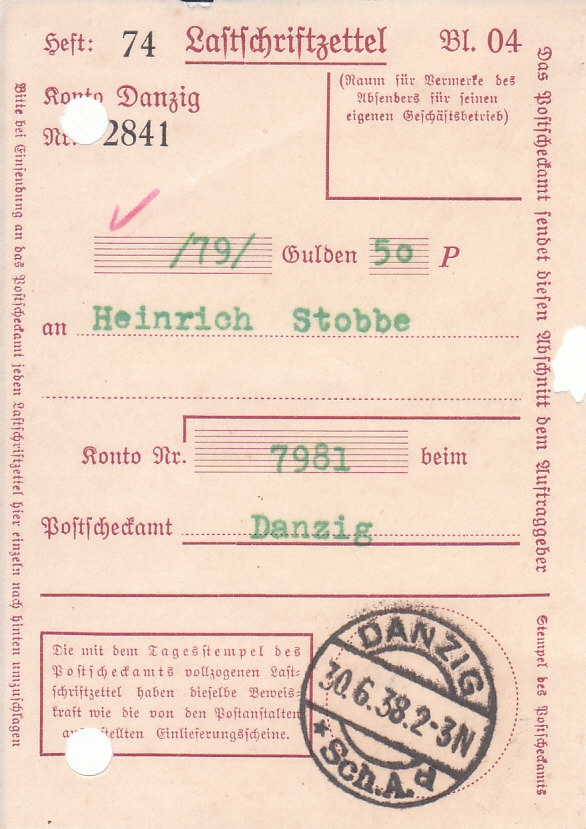 Heft: 74 Lastschriftzettel Bl. 04
Konto Danzig
Nr. 2841
(Raum für Vermerke des
Absenders für seinen
eigenen Geschäftsbetrieb)
/79/ Gulden 50 P
an Heinrich Stobbe
Konto Nr. 7981 beim
Postscheckamt Danzig
Die mit dem Tagesstempel des
Postscheckamts vollzogenen Last-
schriftzettel haben dieselbe Beweis-
kraft wie die von den Postanstalten
stellten Einlieferungsscheine.
DANZIG
30.6.38.2-3N
* Sch.A. d
Stempel des Postscheckamts
Das Postscheckamt sendet diesen Abschnitt dem Auftraggeber
Bitte bei Einsendung an das Postscheckamt jeden Lastschriftzettel hier einzeln nach hinten umzuschlagen